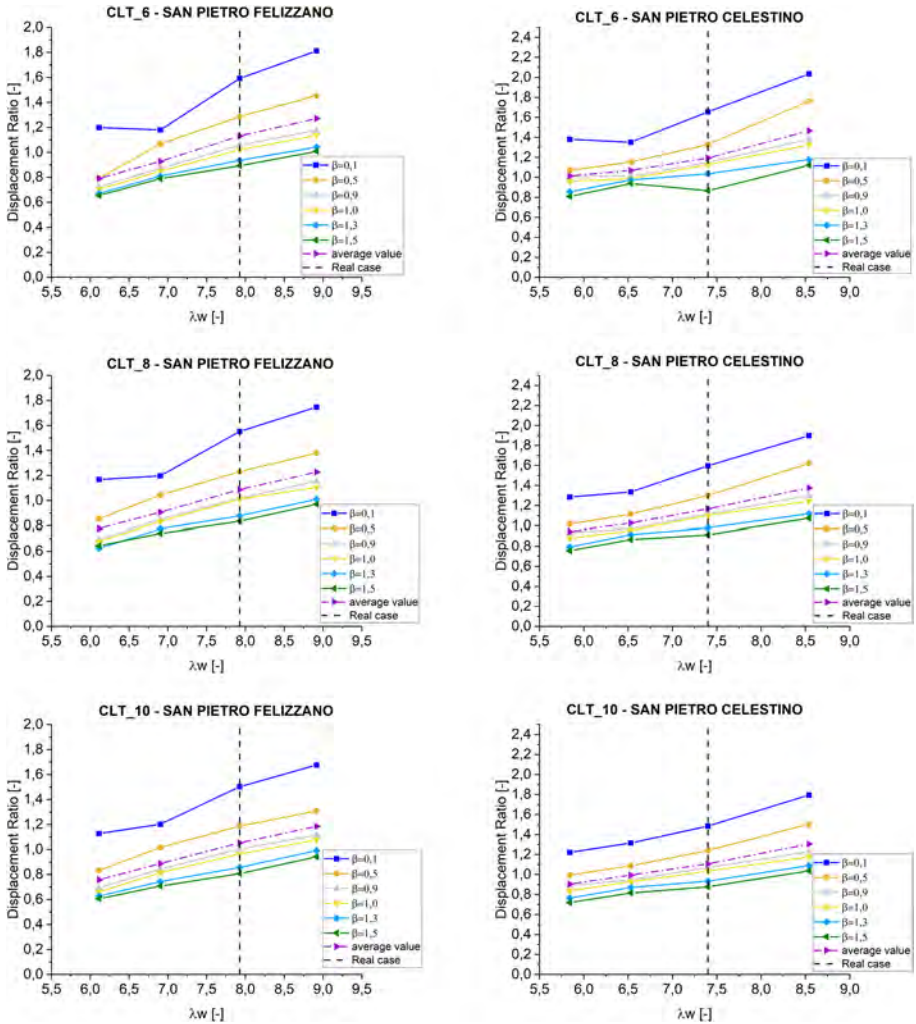 CLT_6 - SAN PIETRO FELIZZANO
Displacement Ratio [-]
2,0
1,8
1,6
1,4
1,2
1,0
0,8
0,6
0,4
0,2
0,0
5,5 6,0 6,5 7,0 7,5 8,0 8,5 9,0 9,5
λw [-]
β=0,1
β=0,5
β=0,9
β=1,0
β=1,3
β=1,5
average value
Real case
CLT_6 - SAN PIETRO CELESTINO
Displacement Ratio [-]
2,4
2,2
2,0
1,8
1,6
1,4
1,2
1,0
0,8
0,6
0,4
0,2
0,0
5,5 6,0 6,5 7,0 7,5 8,0 8,5 9,0
λw [-]
β=0,1
β=0,5
β=0,9
β=1,0
β=1,3
β=1,5
average value
Real case
CLT_8 - SAN PIETRO FELIZZANO
Displacement Ratio [-]
2,0
1,8
1,6
1,4
1,2
1,0
0,8
0,6
0,4
0,2
0,0
5,5 6,0 6,5 7,0 7,5 8,0 8,5 9,0 9,5
λw [-]
β=0,1
β=0,5
β=0,9
β=1,0
β=1,3
β=1,5
average value
Real case
CLT_8 - SAN PIETRO CELESTINO
Displacement Ratio [-]
2,4
2,2
2,0
1,8
1,6
1,4
1,2
1,0
0,8
0,6
0,4
0,2
0,0
5,5 6,0 6,5 7,0 7,5 8,0 8,5 9,0
λw [-]
β=0,1
β=0,5
β=0,9
β=1,0
β=1,3
β=1,5
average value
Real case
CLT_10 - SAN PIETRO FELIZZANO
Displacement Ratio [-]
2,0
1,8
1,6
1,4
1,2
1,0
0,8
0,6
0,4
0,2
0,0
5,5 6,0 6,5 7,0 7,5 8,0 8,5 9,0 9,5
λw [-]
β=0,1
β=0,5
β=0,9
β=1,0
β=1,3
β=1,5
average value
Real case
CLT_10 - SAN PIETRO CELESTINO
Displacement Ratio [-]
2,4
2,2
2,0
1,8
1,6
1,4
1,2
1,0
0,8
0,6
0,4
0,2
0,0
5,5 6,0 6,5 7,0 7,5 8,0 8,5 9,0
λw [-]
β=0,1
β=0,5
β=0,9
β=1,0
β=1,3
β=1,5
average value
Real case